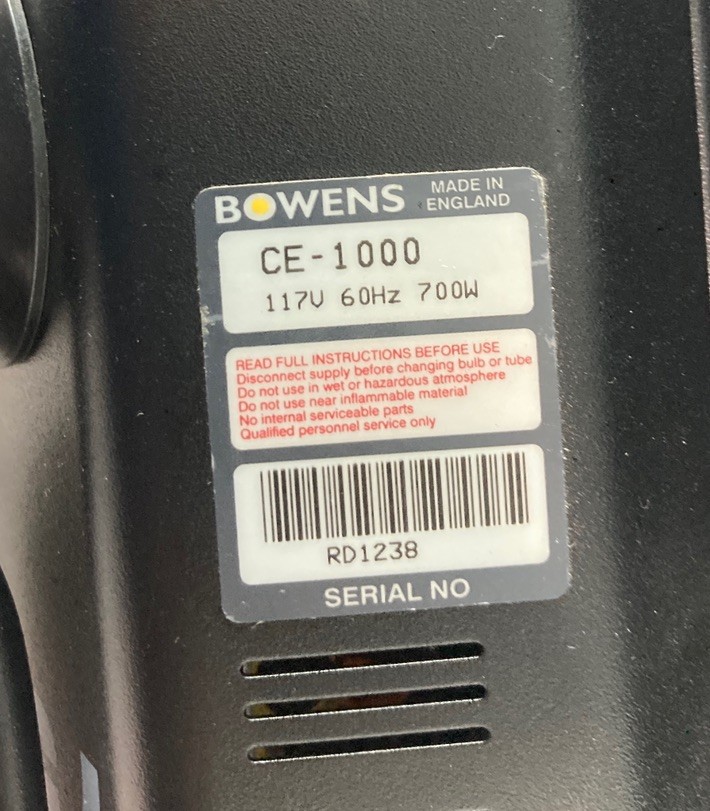 BOWENS MADE IN
ENGLAND
CE-1000
117V 60Hz 700W
READ FULL INSTRUCTIONS BEFORE USE
Disconnect supply before changing bulb or tube
Do not use in wet or hazardous atmosphere
Do not use near inflammable material
No internal serviceable parts
Qualified personnel service only
RD1238
SERIAL NO